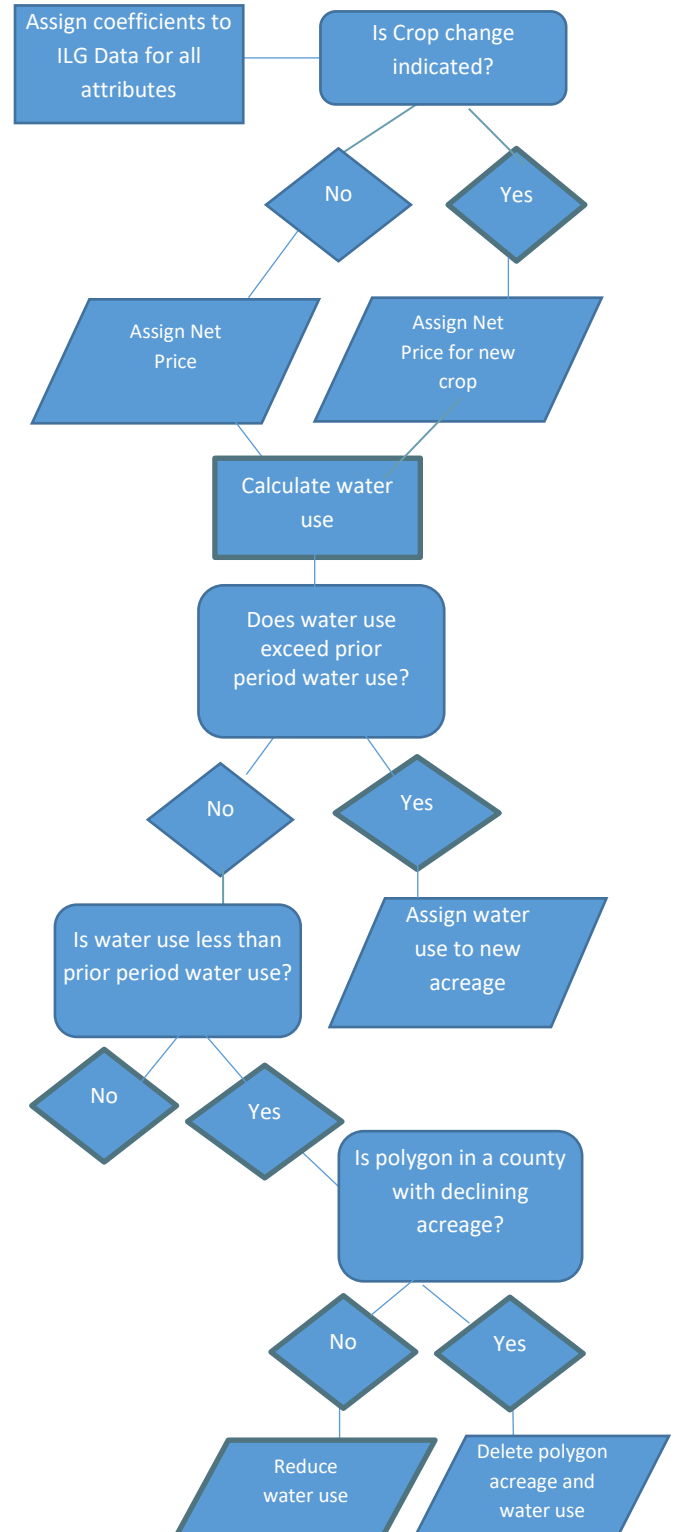 Assign coefficients to
ILG Data for all
attributes
Is Crop change
indicated?
No
Yes
Assign Net
Price
Assign Net
Price for new
crop
Calculate water
use
Does water use
exceed prior
period water use?
No
Yes
Is water use less than
prior period water use?
Assign water
use to new
acreage
No
Yes
Is polygon in a county
with declining
acreage?
No
Yes
Reduce
water use
Delete polygon
acreage and
water use